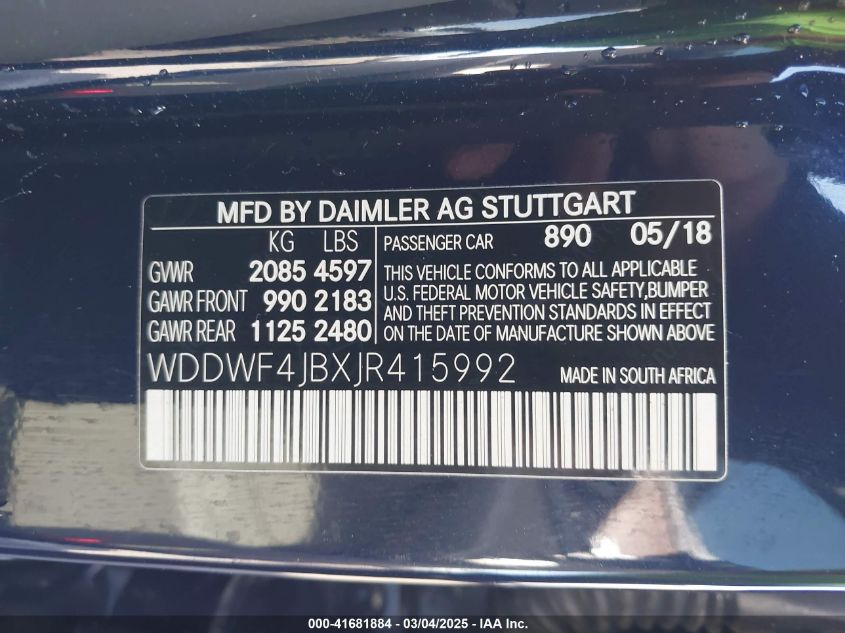 MFD BY DAIMLER AG STUTTGART
KG LBS
GWR 2085 4597
GAWR FRONT 990 2183
GAWR REAR 1125 2480
PASSENGER CAR 890 05/18
THIS VEHICLE CONFORMS TO ALL APPLICABLE
U.S. FEDERAL MOTOR VEHICLE SAFETY,BUMPER
AND THEFT PREVENTION STANDARDS IN EFFECT
ON THE DATE OF MANUFACTURE SHOWN ABOVE
WDDWF4JBXJR415992
MADE IN SOUTH AFRICA
000-41681884 - 03/04/2025 - IAA Inc.